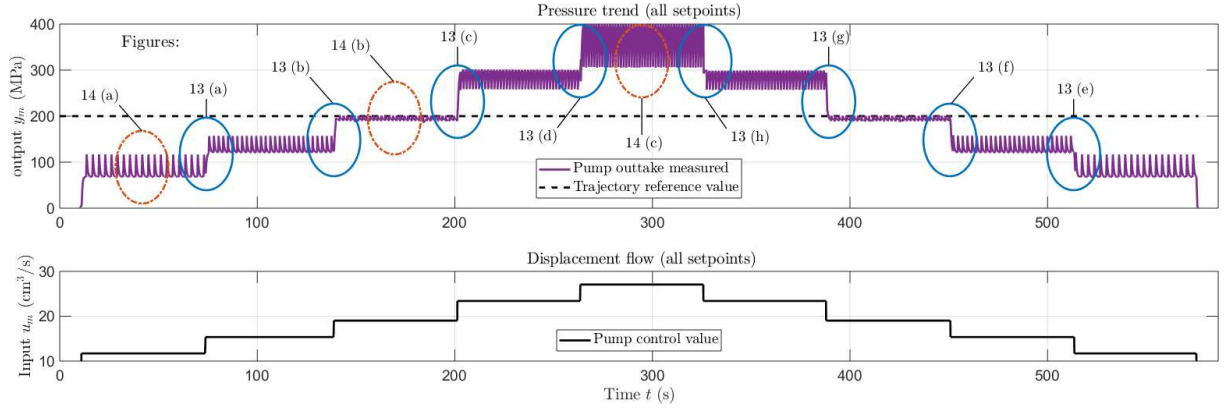 Pressure trend (all setpoints)
output y_m (MPa)
400
300
200
100
0
Figures:
14 (a)
13 (a)
13 (b)
14 (b)
13 (c)
13 (d)
14 (c)
13 (h)
13 (g)
13 (f)
13 (e)
Pump outtake measured
Trajectory reference value
0
100
200
300
400
500
Displacement flow (all setpoints)
Input u_m (cm³/s)
30
20
10
Pump control value
0
100
200
300
400
500
Time t (s)